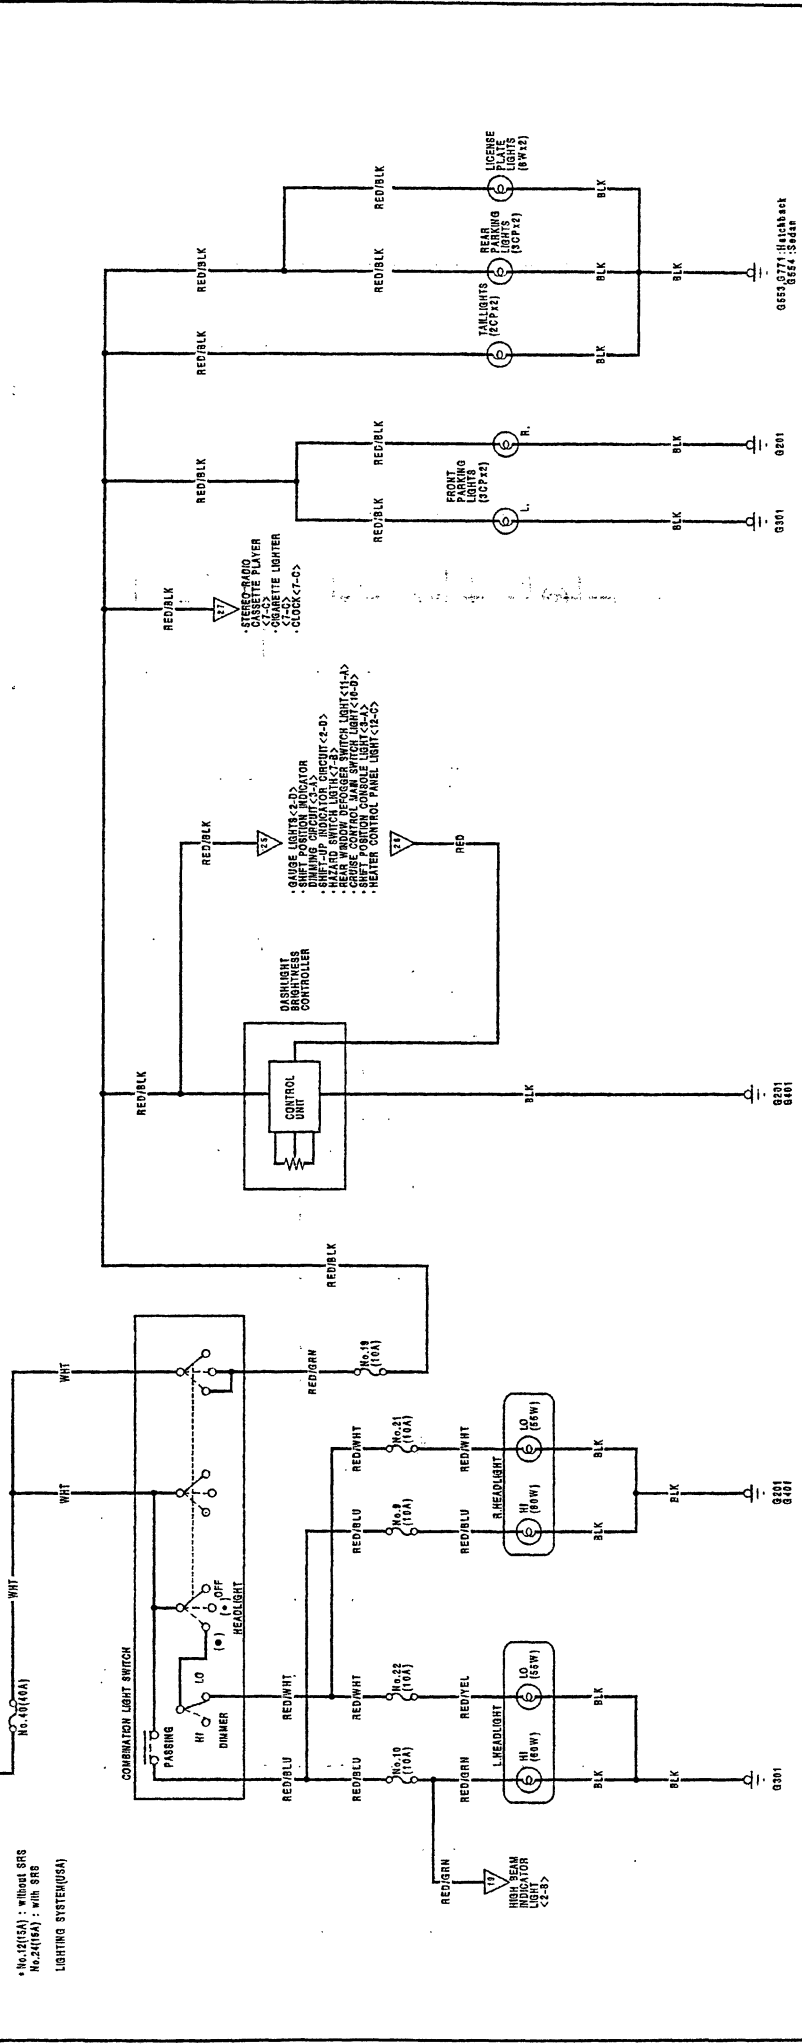 * No.12(15A) : without SRS
No.24(15A) : with SRS
LIGHTING SYSTEM(USA)
No.40(40A)
WHT
WHT
WHT
COMBINATION LIGHT SWITCH
PASSING
HI
LO
DIMMER
OFF
HEADLIGHT
RED/BLU
RED/WHT
RED/GRN
No.19
(10A)
RED/BLK
RED/BLU
RED/WHT
RED/BLU
RED/WHT
No.10
(10A)
No.22
(10A)
No.9
(10A)
No.21
(10A)
RED/GRN
RED/GRN
RED/YEL
RED/BLU
RED/WHT
19
HIGH BEAM
INDICATOR
LIGHT
<2-B>
L.HEADLIGHT
HI
(60W)
LO
(55W)
R.HEADLIGHT
HI
(60W)
LO
(55W)
BLK
BLK
BLK
BLK
BLK
BLK
G301
G201
G401
RED/BLK
RED/BLK
DASHLIGHT
BRIGHTNESS
CONTROLLER
CONTROL
UNIT
BLK
G201
G401
25
• GAUGE LIGHTS<2-D>
• SHIFT POSITION INDICATOR
DIMMING CIRCUIT<3-A>
• SHIFT-UP INDICATOR CIRCUIT<2-D>
• HAZARD SWITCH LIGTH<7-B>
• REAR WINDOW DEFOGGER SWITCH LIGHT<11-A>
• CRUISE CONTROL MAIN SWITCH LIGHT<10-D>
• SHIFT POSITION CONSOLE LIGHT<3-A>
• HEATER CONTROL PANEL LIGHT<12-C>
26
RED
RED/BLK
27
• STEREO-RADIO
CASSETTE PLAYER
<7-C>
• CIGARETTE LIGHTER
<7-C>
• CLOCK<7-C>
RED/BLK
RED/BLK
RED/BLK
FRONT
PARKING
LIGHTS
(3CPx2)
L.
R.
BLK
BLK
G301
G201
RED/BLK
RED/BLK
RED/BLK
RED/BLK
TAILLIGHTS
(2CPx2)
REAR
PARKING
LIGHTS
(3CPx2)
LICENSE
PLATE
LIGHTS
(8Wx2)
BLK
BLK
BLK
BLK
G553,G771:Hatchback
G554 :Sedan